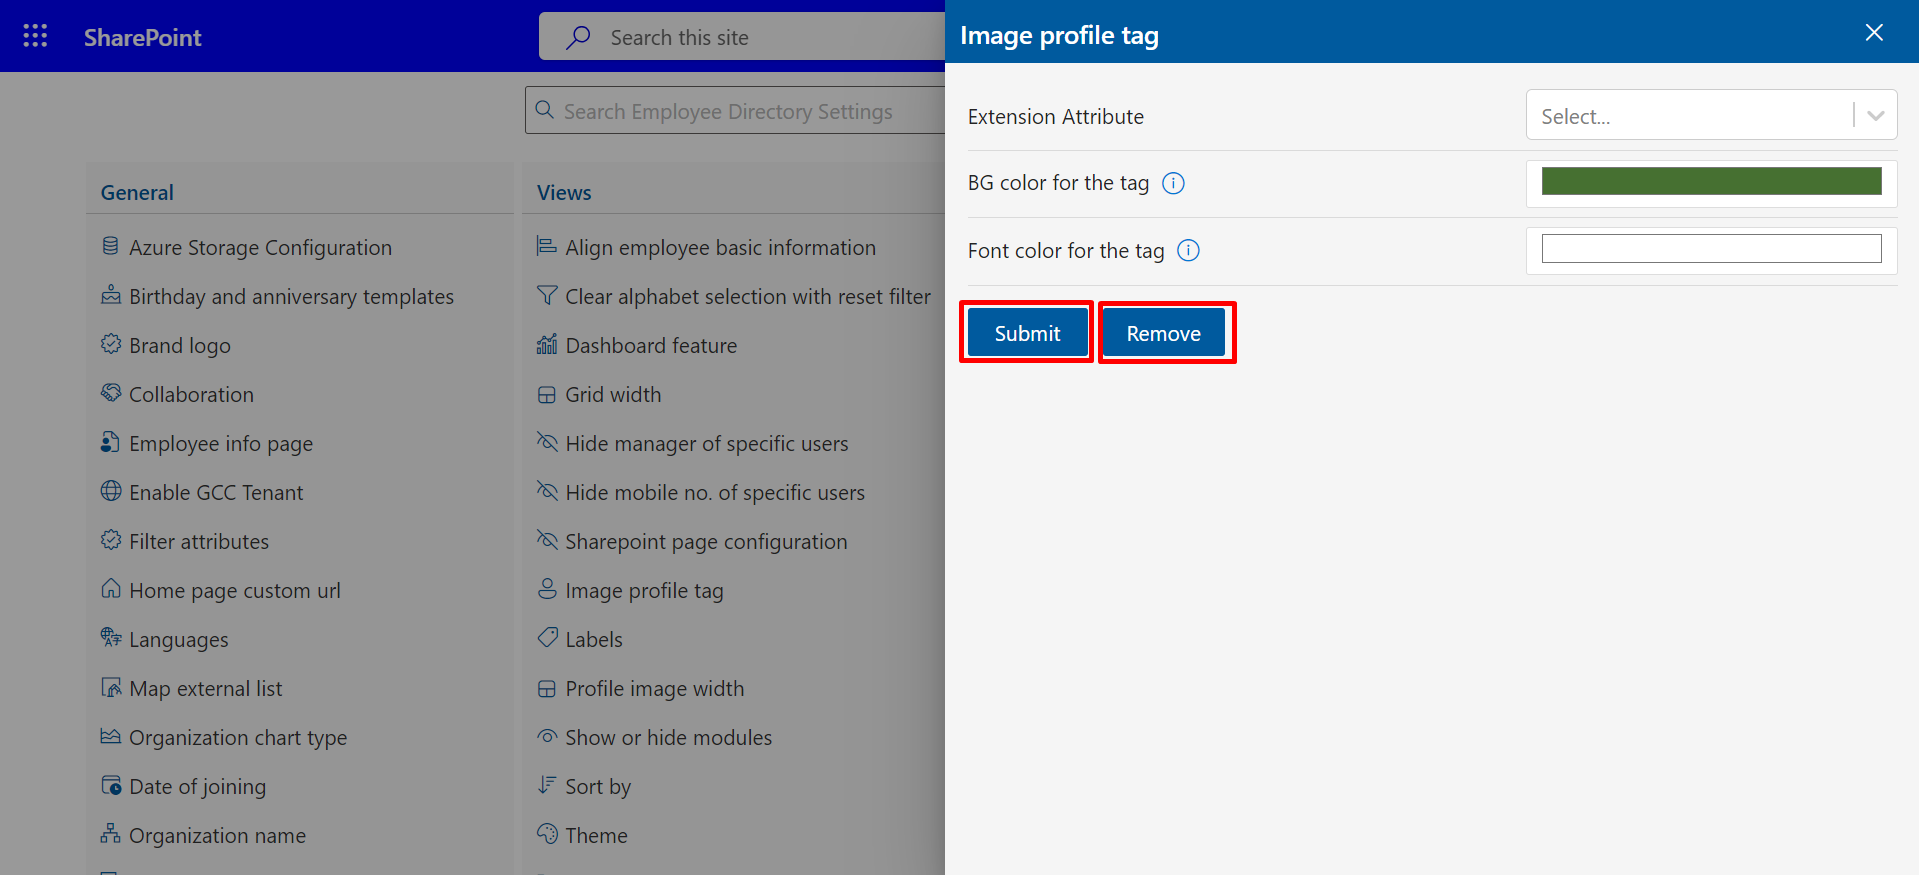 SharePoint
Search this site
Search Employee Directory Settings
General
Azure Storage Configuration
Birthday and anniversary templates
Brand logo
Collaboration
Employee info page
Enable GCC Tenant
Filter attributes
Home page custom url
Languages
Map external list
Organization chart type
Date of joining
Organization name
Views
Align employee basic information
Clear alphabet selection with reset filter
Dashboard feature
Grid width
Hide manager of specific users
Hide mobile no. of specific users
Sharepoint page configuration
Image profile tag
Labels
Profile image width
Show or hide modules
Sort by
Theme
Image profile tag
Extension Attribute
Select...
BG color for the tag
Font color for the tag
Submit
Remove